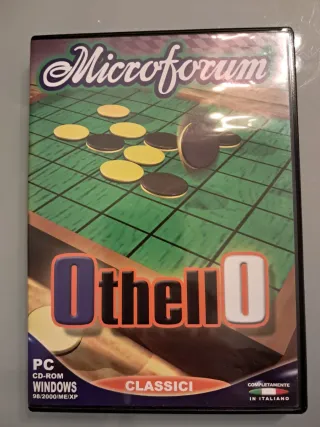 Microforum
OthellO
PC
CD-ROM
WINDOWS
98/2000/ME/XP
CLASSICI
COMPLETAMENTE
IN ITALIANO